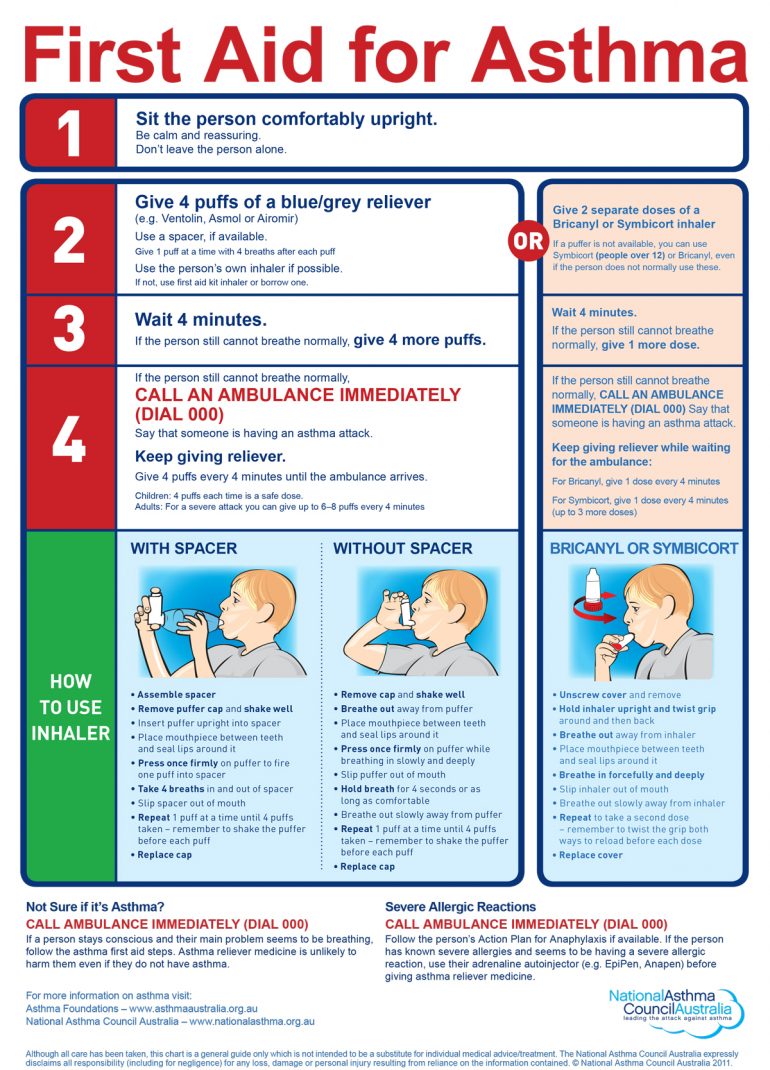 First Aid for Asthma
1
Sit the person comfortably upright.
Be calm and reassuring.
Don't leave the person alone.
2
Give 4 puffs of a blue/grey reliever
(e.g. Ventolin, Asmol or Airomir)
Use a spacer, if available.
Give 1 puff at a time with 4 breaths after each puff
Use the person's own inhaler if possible.
If not, use first aid kit inhaler or borrow one.
OR
Give 2 separate doses of a
Bricanyl or Symbicort inhaler
If a puffer is not available, you can use
Symbicort (people over 12) or Bricanyl, even
if the person does not normally use these.
3
Wait 4 minutes.
If the person still cannot breathe normally, give 4 more puffs.
Wait 4 minutes.
If the person still cannot breathe
normally, give 1 more dose.
4
If the person still cannot breathe normally,
CALL AN AMBULANCE IMMEDIATELY
(DIAL 000)
Say that someone is having an asthma attack.
Keep giving reliever.
Give 4 puffs every 4 minutes until the ambulance arrives.
Children: 4 puffs each time is a safe dose.
Adults: For a severe attack you can give up to 6–8 puffs every 4 minutes
If the person still cannot breathe
normally, CALL AN AMBULANCE
IMMEDIATELY (DIAL 000) Say that
someone is having an asthma attack.
Keep giving reliever while waiting
for the ambulance:
For Bricanyl, give 1 dose every 4 minutes
For Symbicort, give 1 dose every 4 minutes
(up to 3 more doses)
HOW
TO USE
INHALER
WITH SPACER
• Assemble spacer
• Remove puffer cap and shake well
• Insert puffer upright into spacer
• Place mouthpiece between teeth
and seal lips around it
• Press once firmly on puffer to fire
one puff into spacer
• Take 4 breaths in and out of spacer
• Slip spacer out of mouth
• Repeat 1 puff at a time until 4 puffs
taken – remember to shake the puffer
before each puff
• Replace cap
WITHOUT SPACER
• Remove cap and shake well
• Breathe out away from puffer
• Place mouthpiece between teeth
and seal lips around it
• Press once firmly on puffer while
breathing in slowly and deeply
• Slip puffer out of mouth
• Hold breath for 4 seconds or as
long as comfortable
• Breathe out slowly away from puffer
• Repeat 1 puff at a time until 4 puffs
taken – remember to shake the puffer
before each puff
• Replace cap
BRICANYL OR SYMBICORT
• Unscrew cover and remove
• Hold inhaler upright and twist grip
around and then back
• Breathe out away from inhaler
• Place mouthpiece between teeth
and seal lips around it
• Breathe in forcefully and deeply
• Slip inhaler out of mouth
• Breathe out slowly away from inhaler
• Repeat to take a second dose
– remember to twist the grip both
ways to reload before each dose
• Replace cover
Not Sure if it's Asthma?
CALL AMBULANCE IMMEDIATELY (DIAL 000)
If a person stays conscious and their main problem seems to be breathing,
follow the asthma first aid steps. Asthma reliever medicine is unlikely to
harm them even if they do not have asthma.
Severe Allergic Reactions
CALL AMBULANCE IMMEDIATELY (DIAL 000)
Follow the person's Action Plan for Anaphylaxis if available. If the person
has known severe allergies and seems to be having a severe allergic
reaction, use their adrenaline autoinjector (e.g. EpiPen, Anapen) before
giving asthma reliever medicine.
For more information on asthma visit:
Asthma Foundations – www.asthmaaustralia.org.au
National Asthma Council Australia – www.nationalasthma.org.au
NationalAsthma
CouncilAustralia
leading the attack against asthma
Although all care has been taken, this chart is a general guide only which is not intended to be a substitute for individual medical advice/treatment. The National Asthma Council Australia expressly
disclaims all responsibility (including for negligence) for any loss, damage or personal injury resulting from reliance on the information contained. © National Asthma Council Australia 2011.